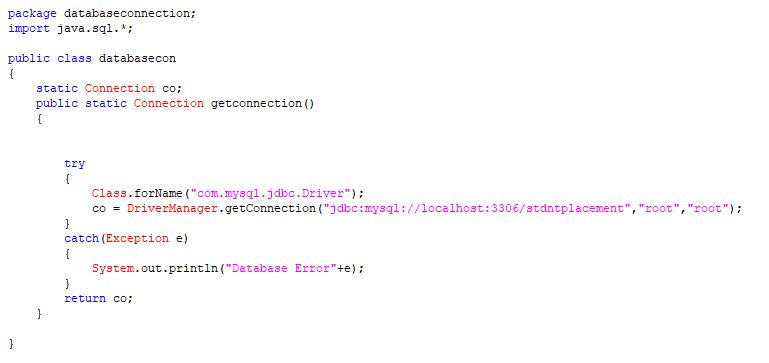 package databaseconnection;
import java.sql.*;
public class databasecon
{
static Connection co;
public static Connection getconnection()
{
try
{
Class.forName("com.mysql.jdbc.Driver");
co = DriverManager.getConnection("jdbc:mysql://localhost:3306/stdntplacement","root","root");
}
catch(Exception e)
{
System.out.println("Database Error"+e);
}
return co;
}
}